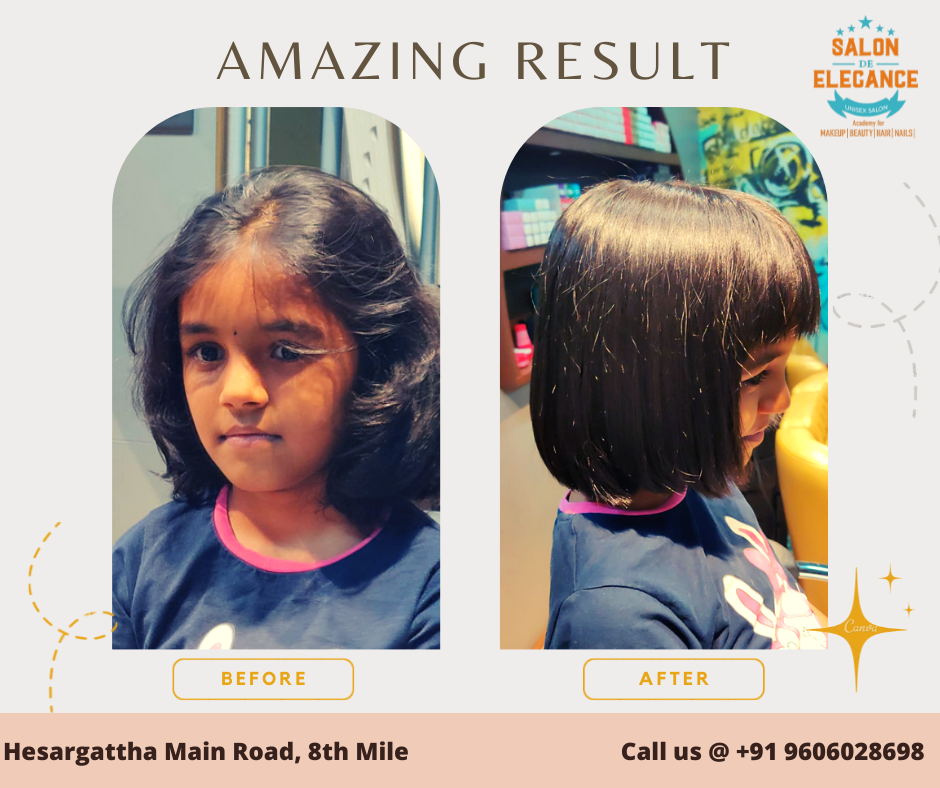 AMAZING RESULT
SALON
DE
ELEGANCE
UNISEX SALON
Academy for
MAKEUP | BEAUTY | HAIR | NAILS |
BEFORE
AFTER
Canva
Hesargattha Main Road, 8th Mile
Call us @ +91 9606028698